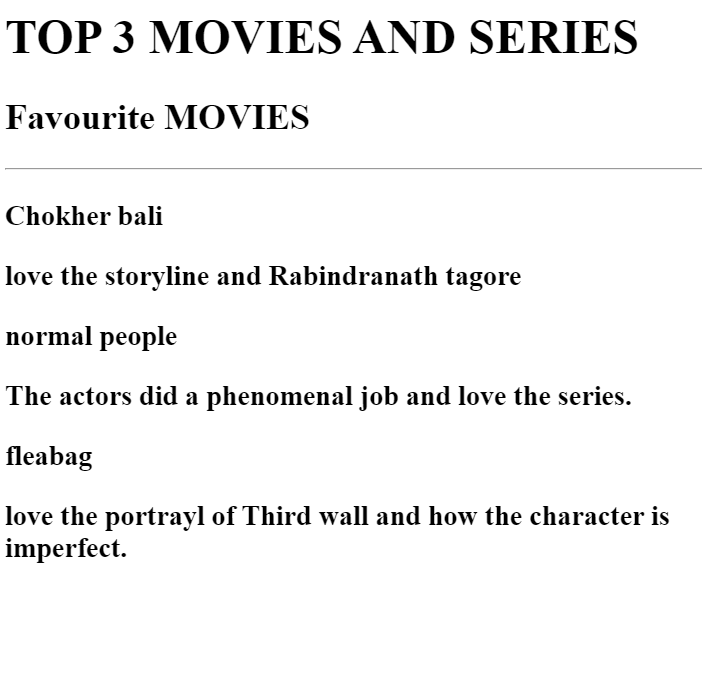 TOP 3 MOVIES AND SERIES
Favourite MOVIES
Chokher bali
love the storyline and Rabindranath tagore
normal people
The actors did a phenomenal job and love the series.
fleabag
love the portrayl of Third wall and how the character is
imperfect.